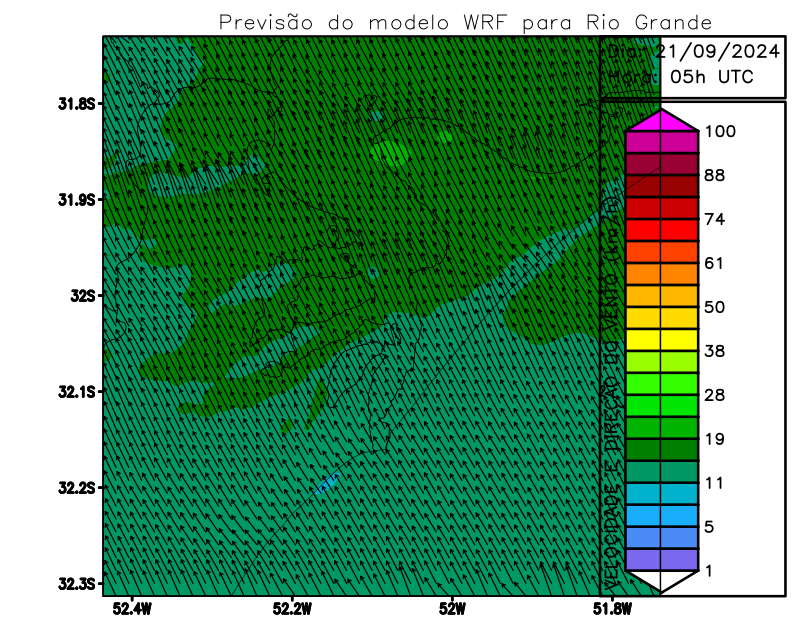 Previsão do modelo WRF para Rio Grande
Dia: 21/09/2024
Hora: 05h UTC
31.8S
31.9S
32S
32.1S
32.2S
32.3S
52.4W
52.2W
52W
51.8W
VELOCIDADE E DIREÇÃO DO VENTO (km/h)
100
88
74
61
50
38
28
19
11
5
1